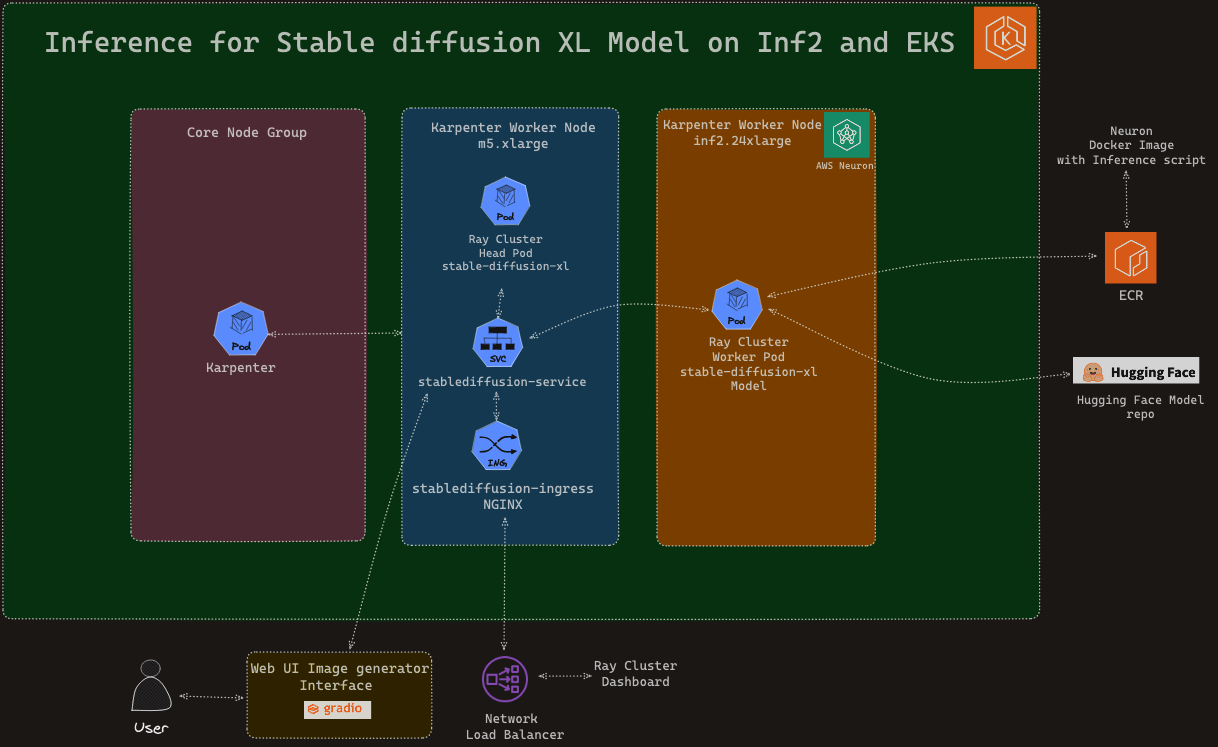 Inference for Stable diffusion XL Model on Inf2 and EKS
K
Core Node Group
Pod
Karpenter
Karpenter Worker Node
m5.xlarge
Pod
Ray Cluster
Head Pod
stable-diffusion-xl
SVC
stablediffusion-service
ING
stablediffusion-ingress
NGINX
Karpenter Worker Node
inf2.24xlarge
AWS Neuron
Pod
Ray Cluster
Worker Pod
stable-diffusion-xl
Model
Neuron
Docker Image
with Inference script
ECR
Hugging Face
Hugging Face Model
repo
User
Web UI Image generator
Interface
gradio
Network
Load Balancer
Ray Cluster
Dashboard